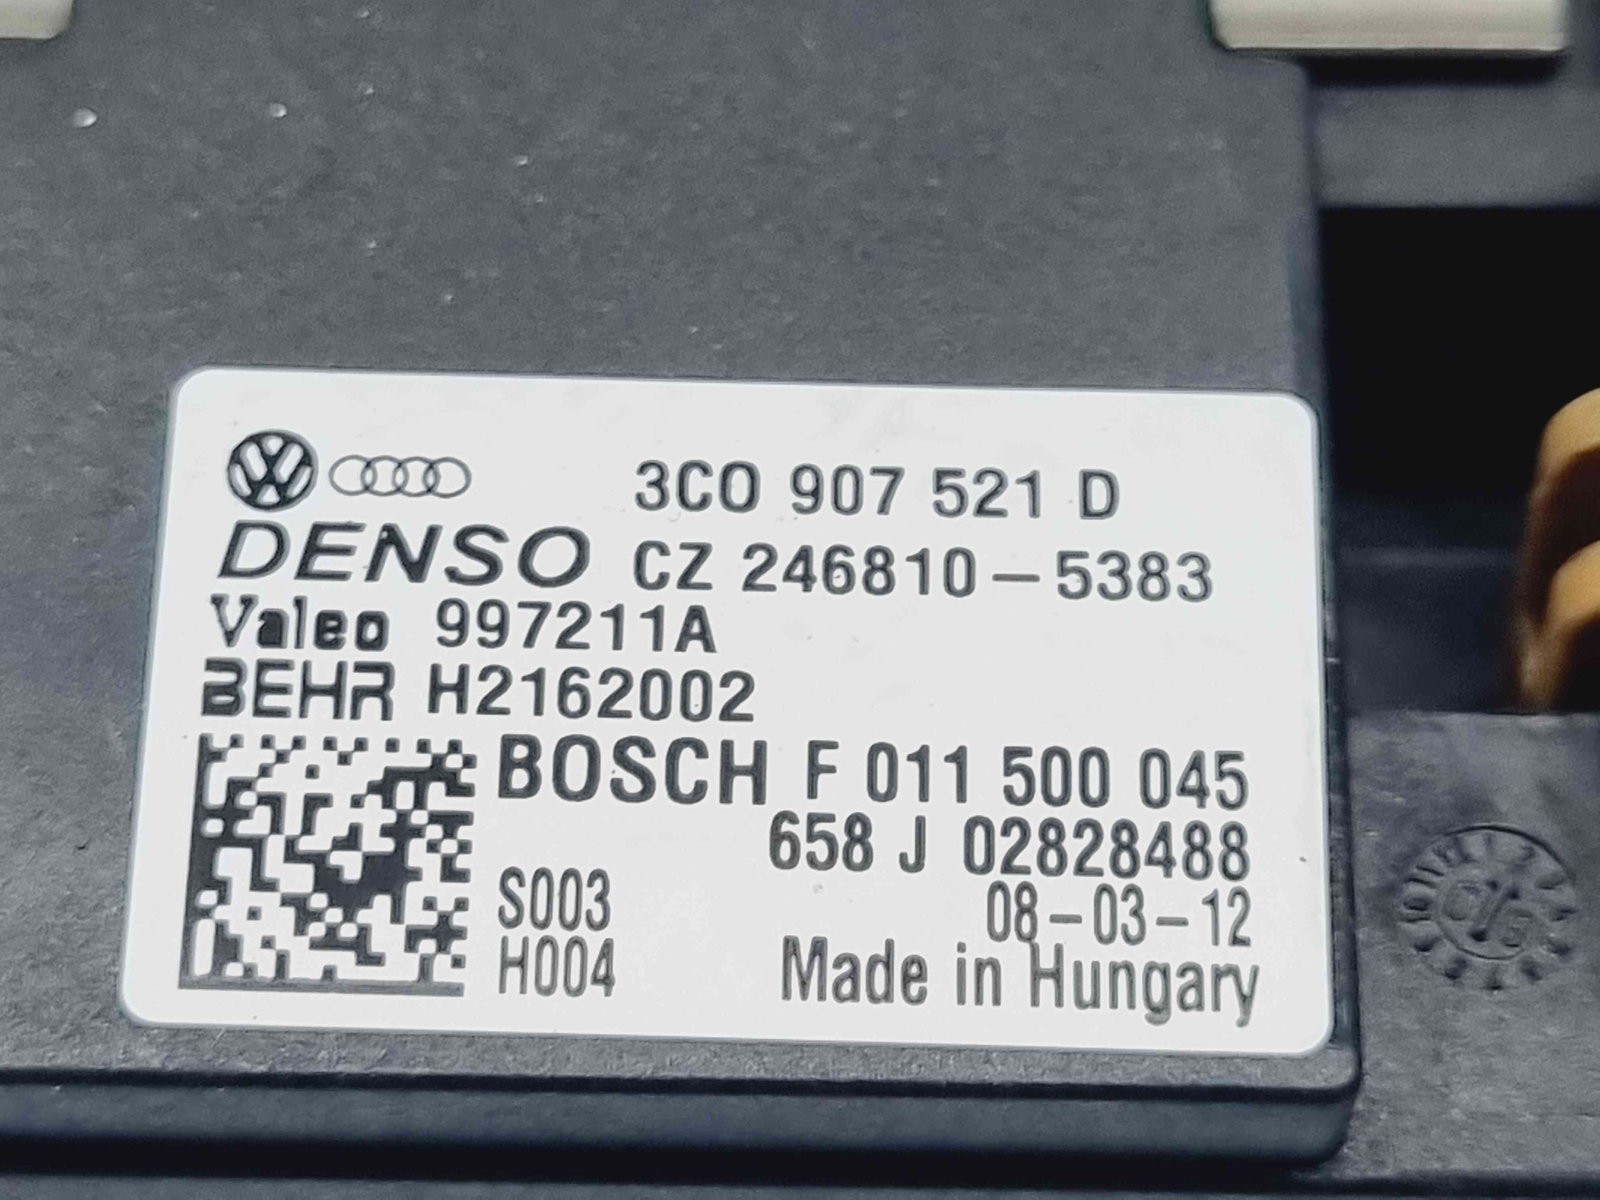 3C0 907 521 D
DENSO CZ 246810-5383
Valeo 997211A
BEHR H2162002
BOSCH F 011 500 045
658 J 02828488
S003
08-03-12
H004
Made in Hungary